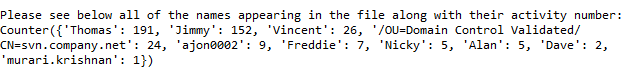 Please see below all of the names appearing in the file along with their activity number:
Counter({'Thomas': 191, 'Jimmy': 152, 'Vincent': 26, '/OU=Domain Control Validated/
CN=svn.company.net': 24, 'ajon0002': 9, 'Freddie': 7, 'Nicky': 5, 'Alan': 5, 'Dave': 2,
'murari.krishnan': 1})